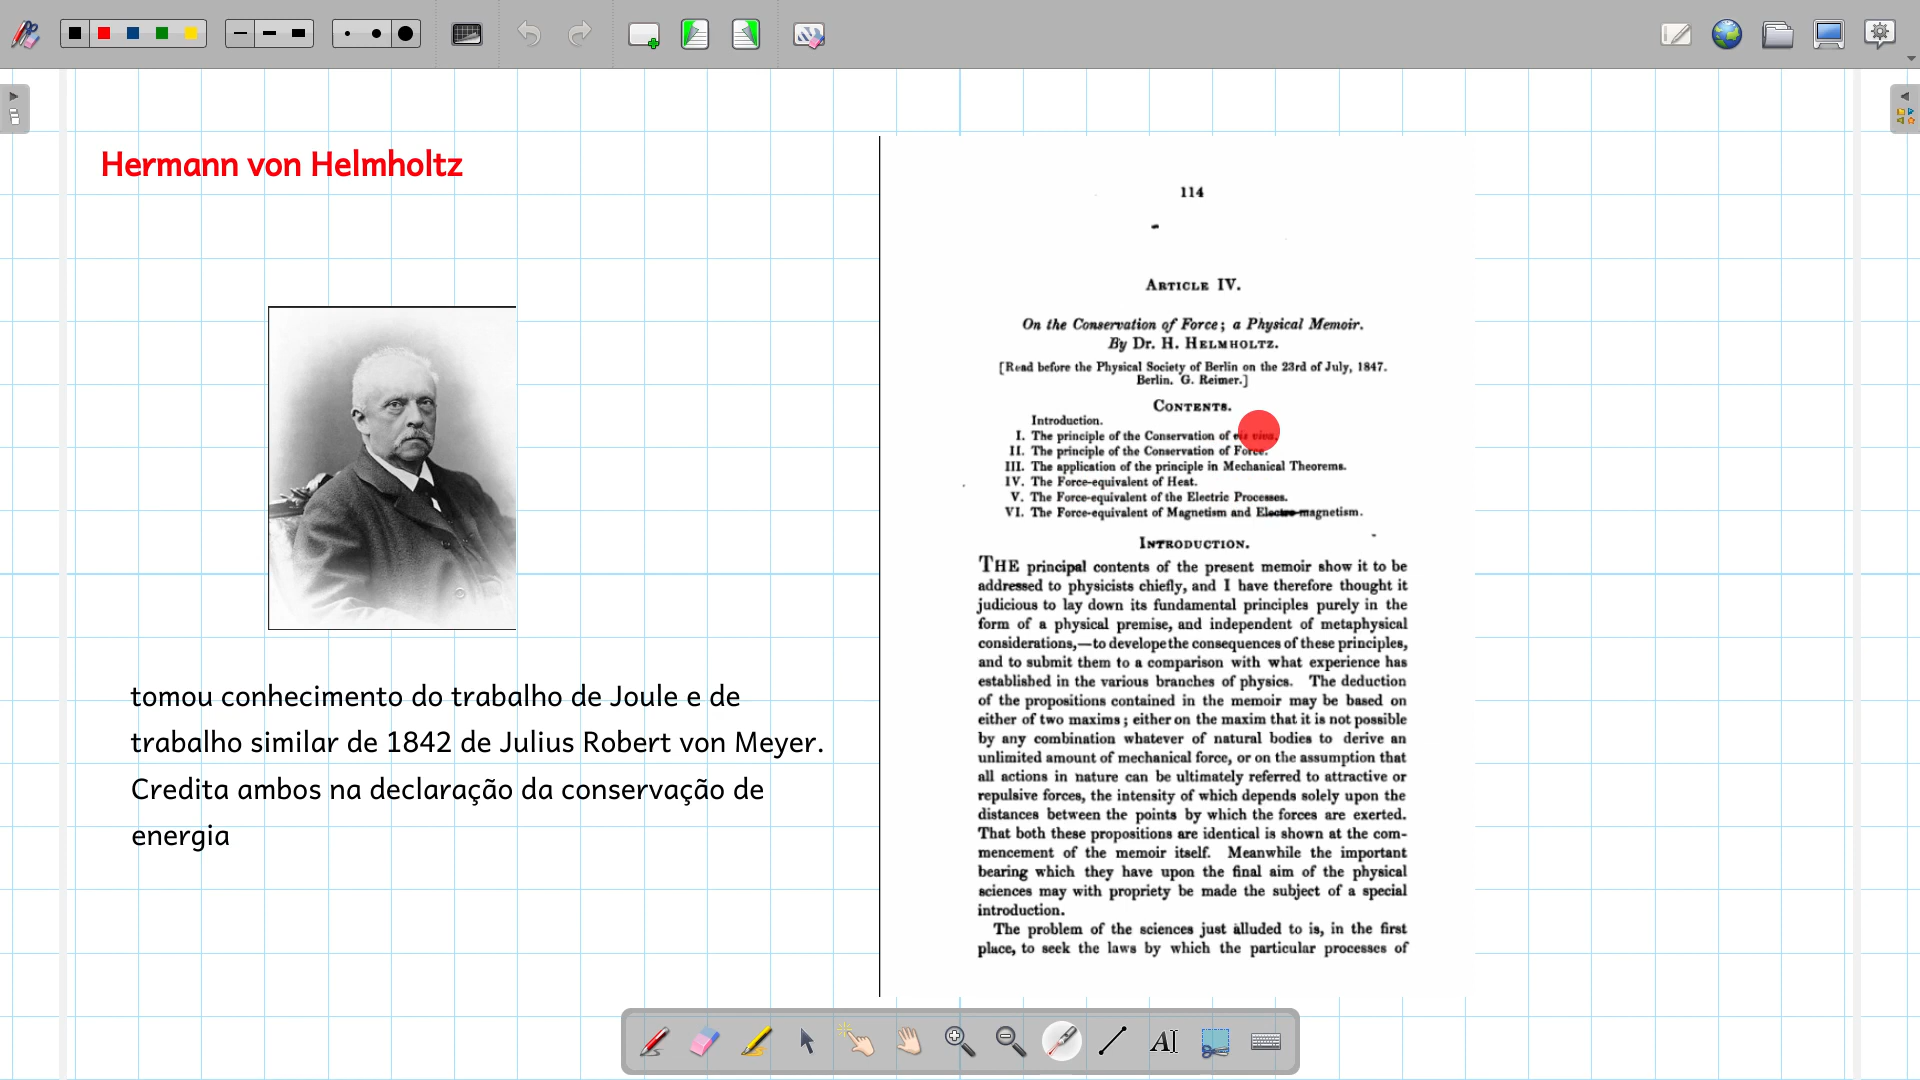 Hermann von Helmholtz
tomou conhecimento do trabalho de Joule e de
trabalho similar de 1842 de Julius Robert von Meyer.
Credita ambos na declaração da conservação de
energia
114
ARTICLE IV.
On the Conservation of Force; a Physical Memoir.
By Dr. H. HELMHOLTZ.
[Read before the Physical Society of Berlin on the 23rd of July, 1847.
Berlin. G. Reimer.]
CONTENTS.
Introduction.
I. The principle of the Conservation of vis viva.
II. The principle of the Conservation of Force.
III. The application of the principle in Mechanical Theorems.
IV. The Force-equivalent of Heat.
V. The Force-equivalent of the Electric Processes.
VI. The Force-equivalent of Magnetism and Electro-magnetism.
INTRODUCTION.
THE principal contents of the present memoir show it to be
addressed to physicists chiefly, and I have therefore thought it
judicious to lay down its fundamental principles purely in the
form of a physical premise, and independent of metaphysical
considerations,—to develope the consequences of these principles,
and to submit them to a comparison with what experience has
established in the various branches of physics. The deduction
of the propositions contained in the memoir may be based on
either of two maxims; either on the maxim that it is not possible
by any combination whatever of natural bodies to derive an
unlimited amount of mechanical force, or on the assumption that
all actions in nature can be ultimately referred to attractive or
repulsive forces, the intensity of which depends solely upon the
distances between the points by which the forces are exerted.
That both these propositions are identical is shown at the com-
mencement of the memoir itself. Meanwhile the important
bearing which they have upon the final aim of the physical
sciences may with propriety be made the subject of a special
introduction.
The problem of the sciences just alluded to is, in the first
place, to seek the laws by which the particular processes of